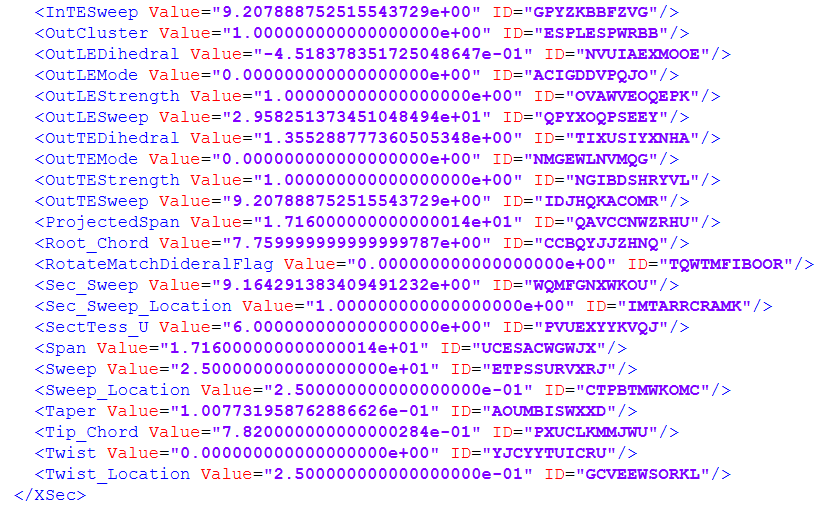 <InTESweep Value="9.207888752515543729e+00" ID="GPYZKBBFZVG"/>
<OutCluster Value="1.000000000000000000e+00" ID="ESPLESPWRBB"/>
<OutLEDihedral Value="-4.518378351725048647e-01" ID="NVUIAEXMOOE"/>
<OutLEMode Value="0.000000000000000000e+00" ID="ACIGDDVPQJO"/>
<OutLEStrength Value="1.000000000000000000e+00" ID="OVAWVEOQEPK"/>
<OutLESweep Value="2.958251373451048494e+01" ID="QPYXOQPSEEY"/>
<OutTEDihedral Value="1.355288777360505348e+00" ID="TIXUSIYXNHA"/>
<OutTEMode Value="0.000000000000000000e+00" ID="NMGEWLNVMQG"/>
<OutTEStrength Value="1.000000000000000000e+00" ID="NGIBDSHRYVL"/>
<OutTESweep Value="9.207888752515543729e+00" ID="IDJHQKACOMR"/>
<ProjectedSpan Value="1.716000000000000014e+01" ID="QAVCCNWZRHU"/>
<Root_Chord Value="7.759999999999999787e+00" ID="CCBQYJJZHNQ"/>
<RotateMatchDideralFlag Value="0.000000000000000000e+00" ID="TQWTMFIBOOR"/>
<Sec_Sweep Value="9.164291383409491232e+00" ID="WQMFGNXWKOU"/>
<Sec_Sweep_Location Value="1.000000000000000000e+00" ID="IMTARRCRAMK"/>
<SectTess_U Value="6.000000000000000000e+00" ID="PVUEXYYKVQJ"/>
<Span Value="1.716000000000000014e+01" ID="UCESACWGWJX"/>
<Sweep Value="2.500000000000000000e+01" ID="ETPSSURVXRJ"/>
<Sweep_Location Value="2.500000000000000000e-01" ID="CTPBTMWKOMC"/>
<Taper Value="1.007731958762886626e-01" ID="AOUMBISWXXD"/>
<Tip_Chord Value="7.820000000000000284e-01" ID="PXUCLKMMJWU"/>
<Twist Value="0.000000000000000000e+00" ID="YJCYYTUICRU"/>
<Twist_Location Value="2.500000000000000000e-01" ID="GCVEEWSORKL"/>
</XSec>